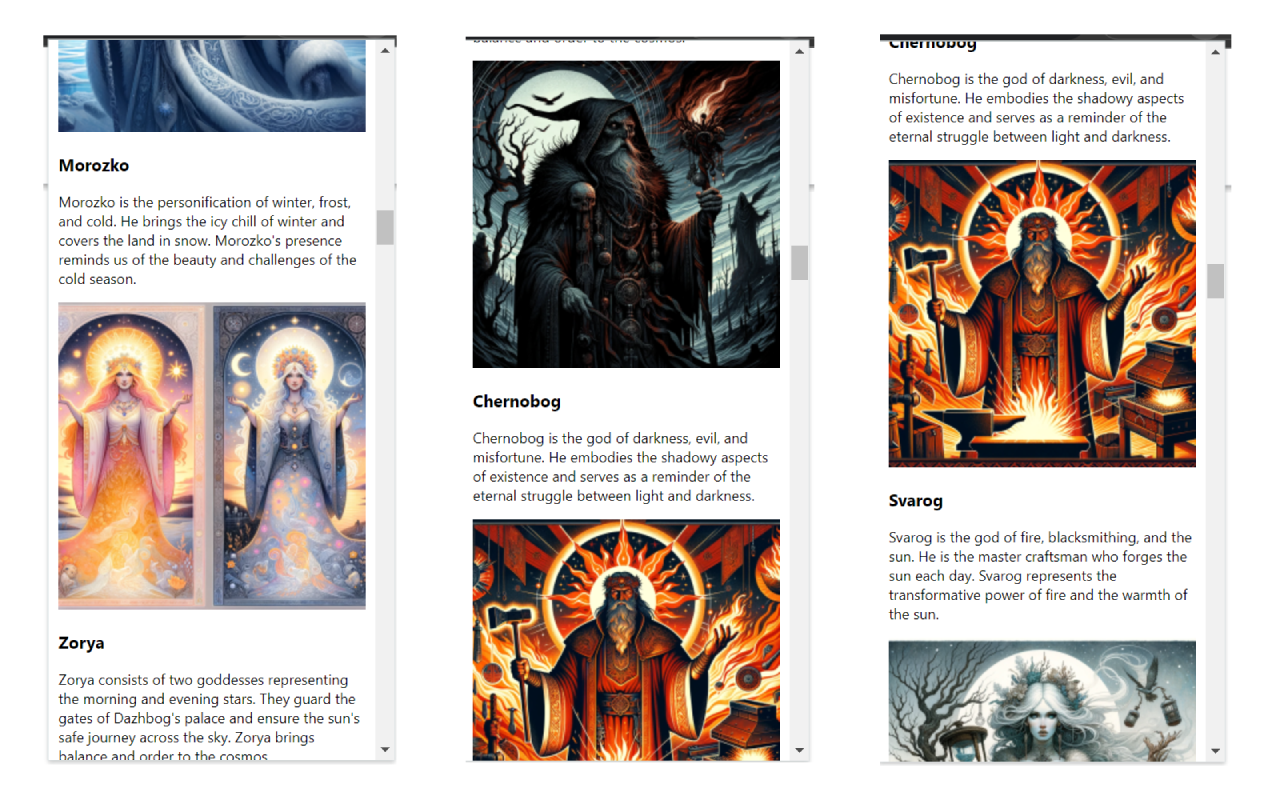 Morozko
Morozko is the personification of winter, frost,
and cold. He brings the icy chill of winter and
covers the land in snow. Morozko's presence
reminds us of the beauty and challenges of the
cold season.
Zorya
Zorya consists of two goddesses representing
the morning and evening stars. They guard the
gates of Dazhbog's palace and ensure the sun's
safe journey across the sky. Zorya brings
balance and order to the cosmos.
balance and order to the cosmos.
Chernobog
Chernobog is the god of darkness, evil, and
misfortune. He embodies the shadowy aspects
of existence and serves as a reminder of the
eternal struggle between light and darkness.
Chernobog
Chernobog is the god of darkness, evil, and
misfortune. He embodies the shadowy aspects
of existence and serves as a reminder of the
eternal struggle between light and darkness.
Svarog
Svarog is the god of fire, blacksmithing, and the
sun. He is the master craftsman who forges the
sun each day. Svarog represents the
transformative power of fire and the warmth of
the sun.